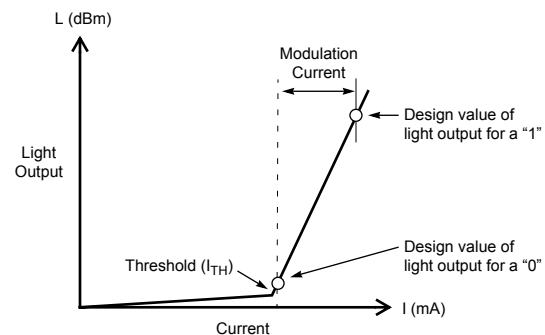 L (dBm)
Modulation
Current
Design value of
light output for a “1”
Light
Output
Design value of
light output for a “0”
Threshold (ITH)
I (mA)
Current